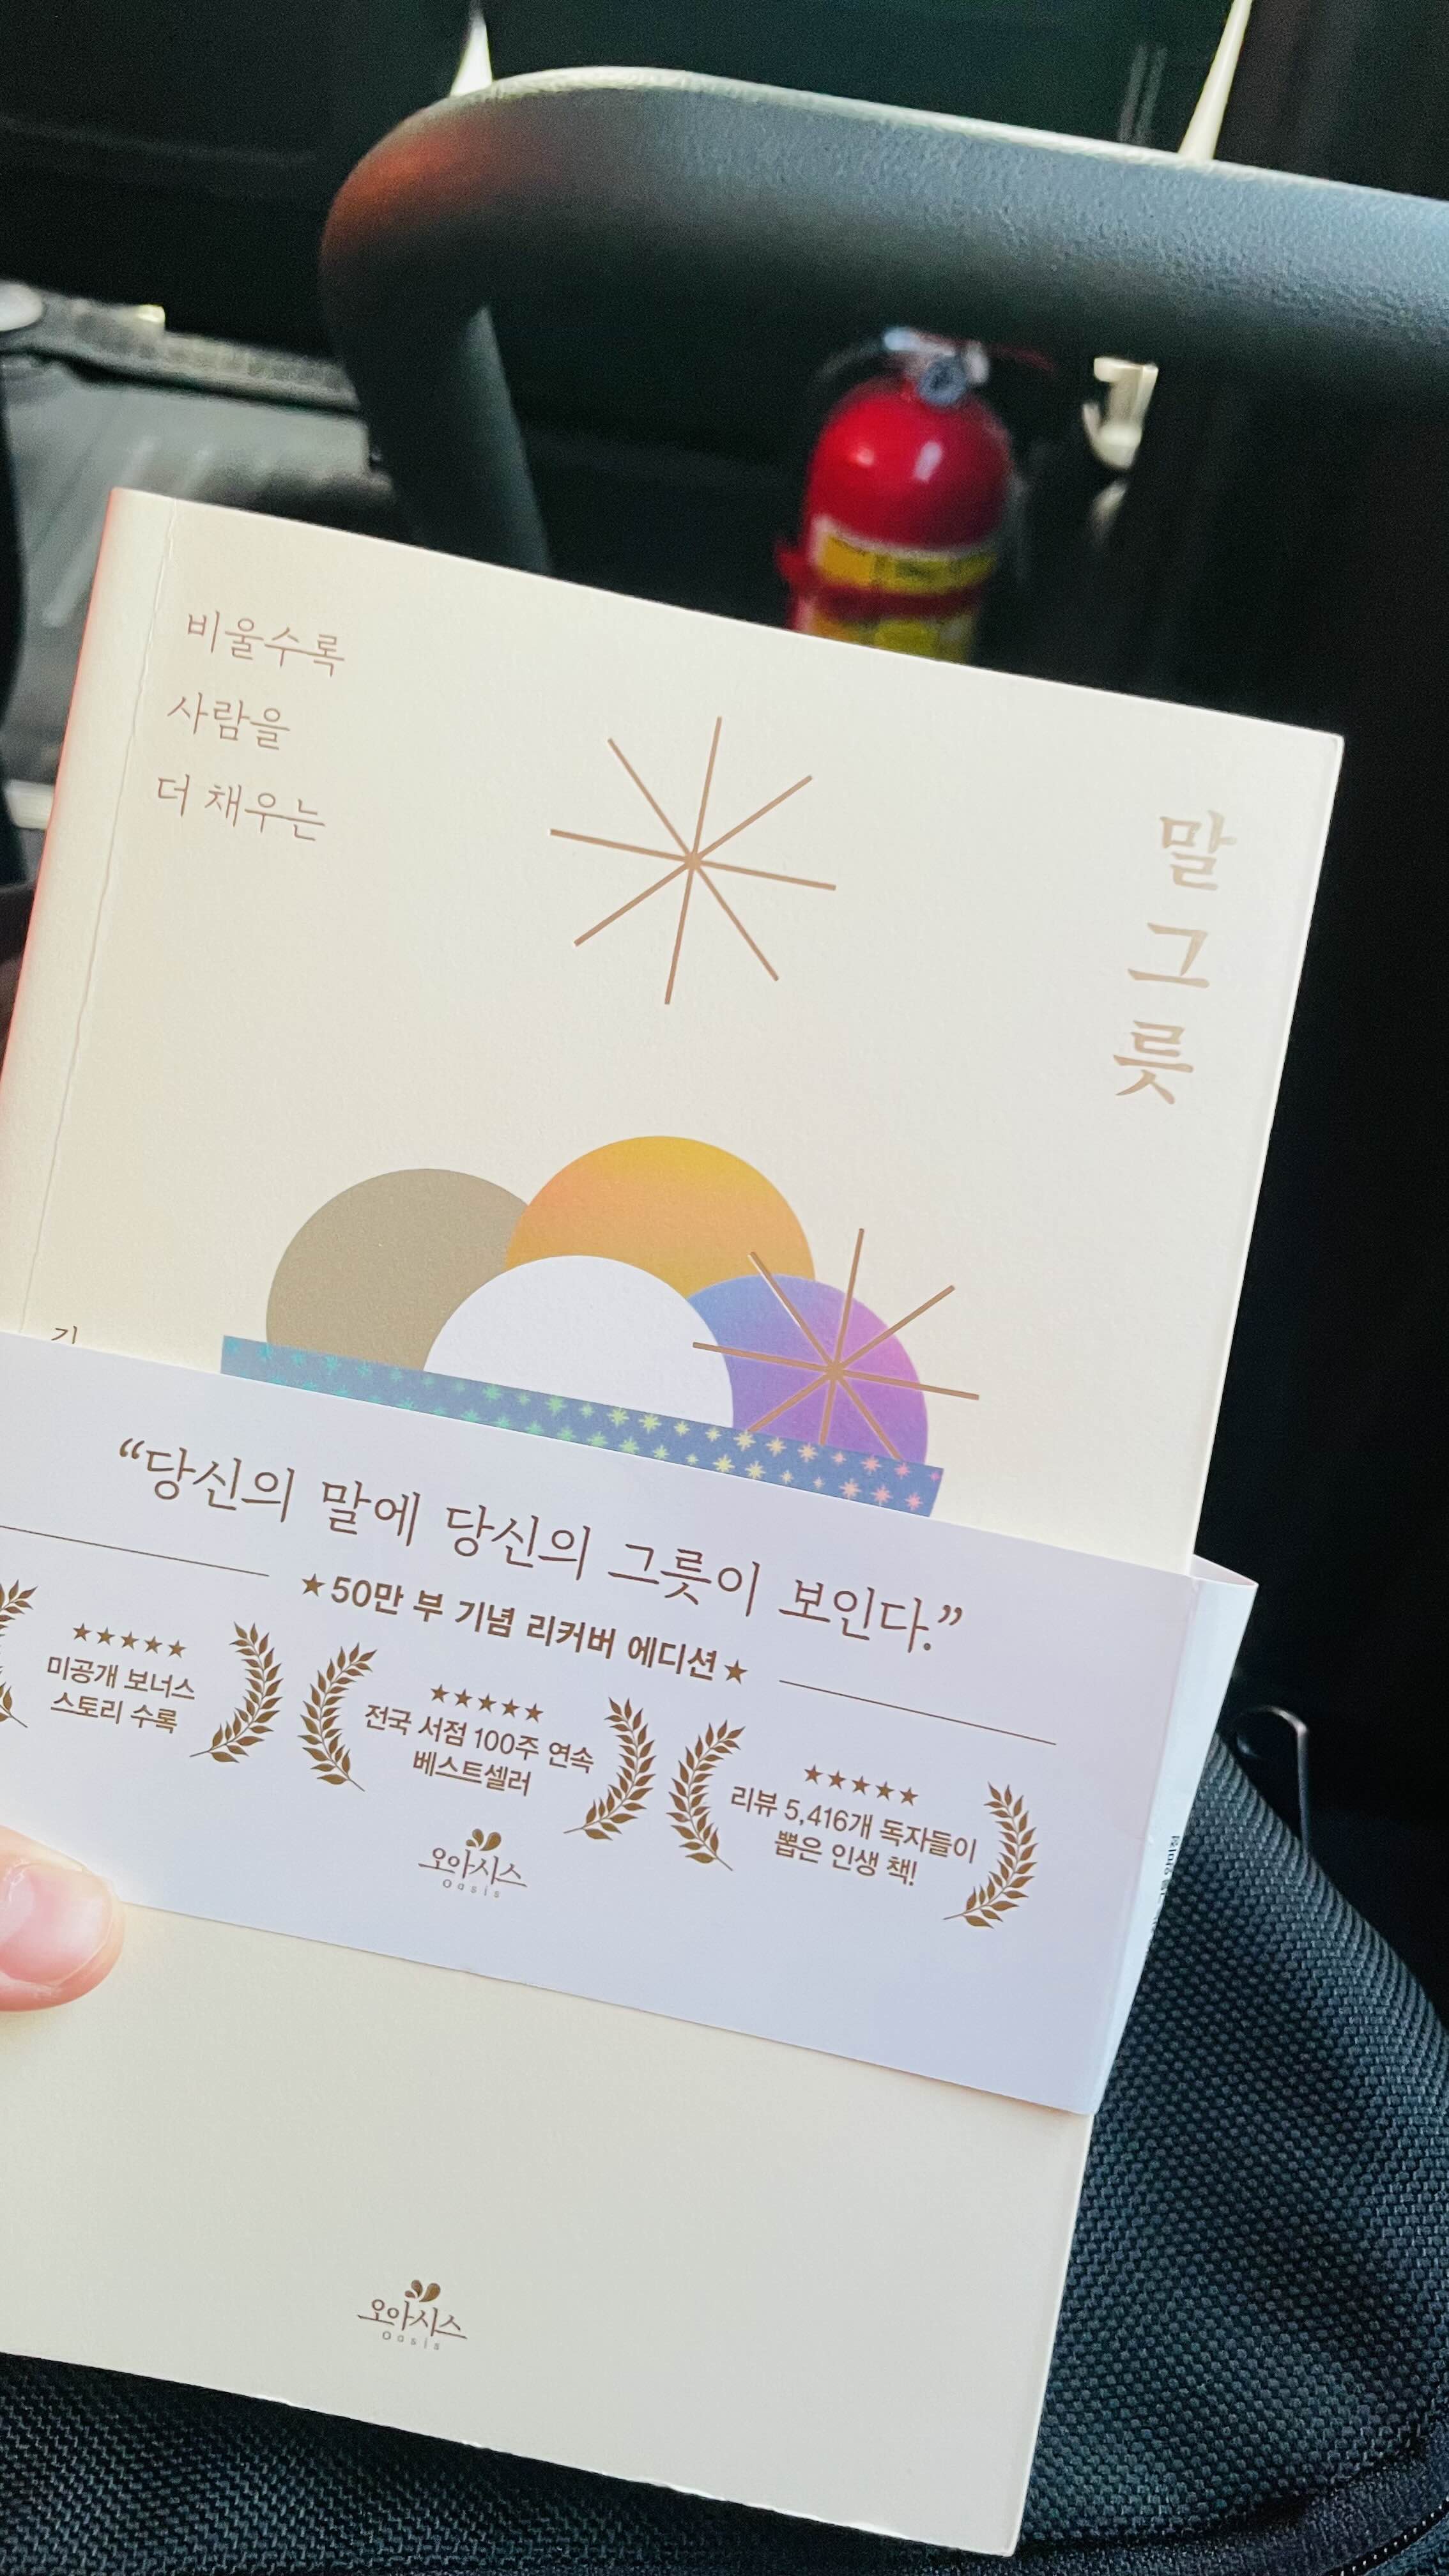 비울수록
사람을
더 채우는
말
그
릇
“당신의 말에 당신의 그릇이 보인다.”
★50만 부 기념 리커버 에디션★
★★★★★
미공개 보너스
스토리 수록
★★★★★
전국 서점 100주 연속
베스트셀러
★★★★★
리뷰 5,416개 독자들이
뽑은 인생 책!
오아시스
Oasis
오아시스
Oasis